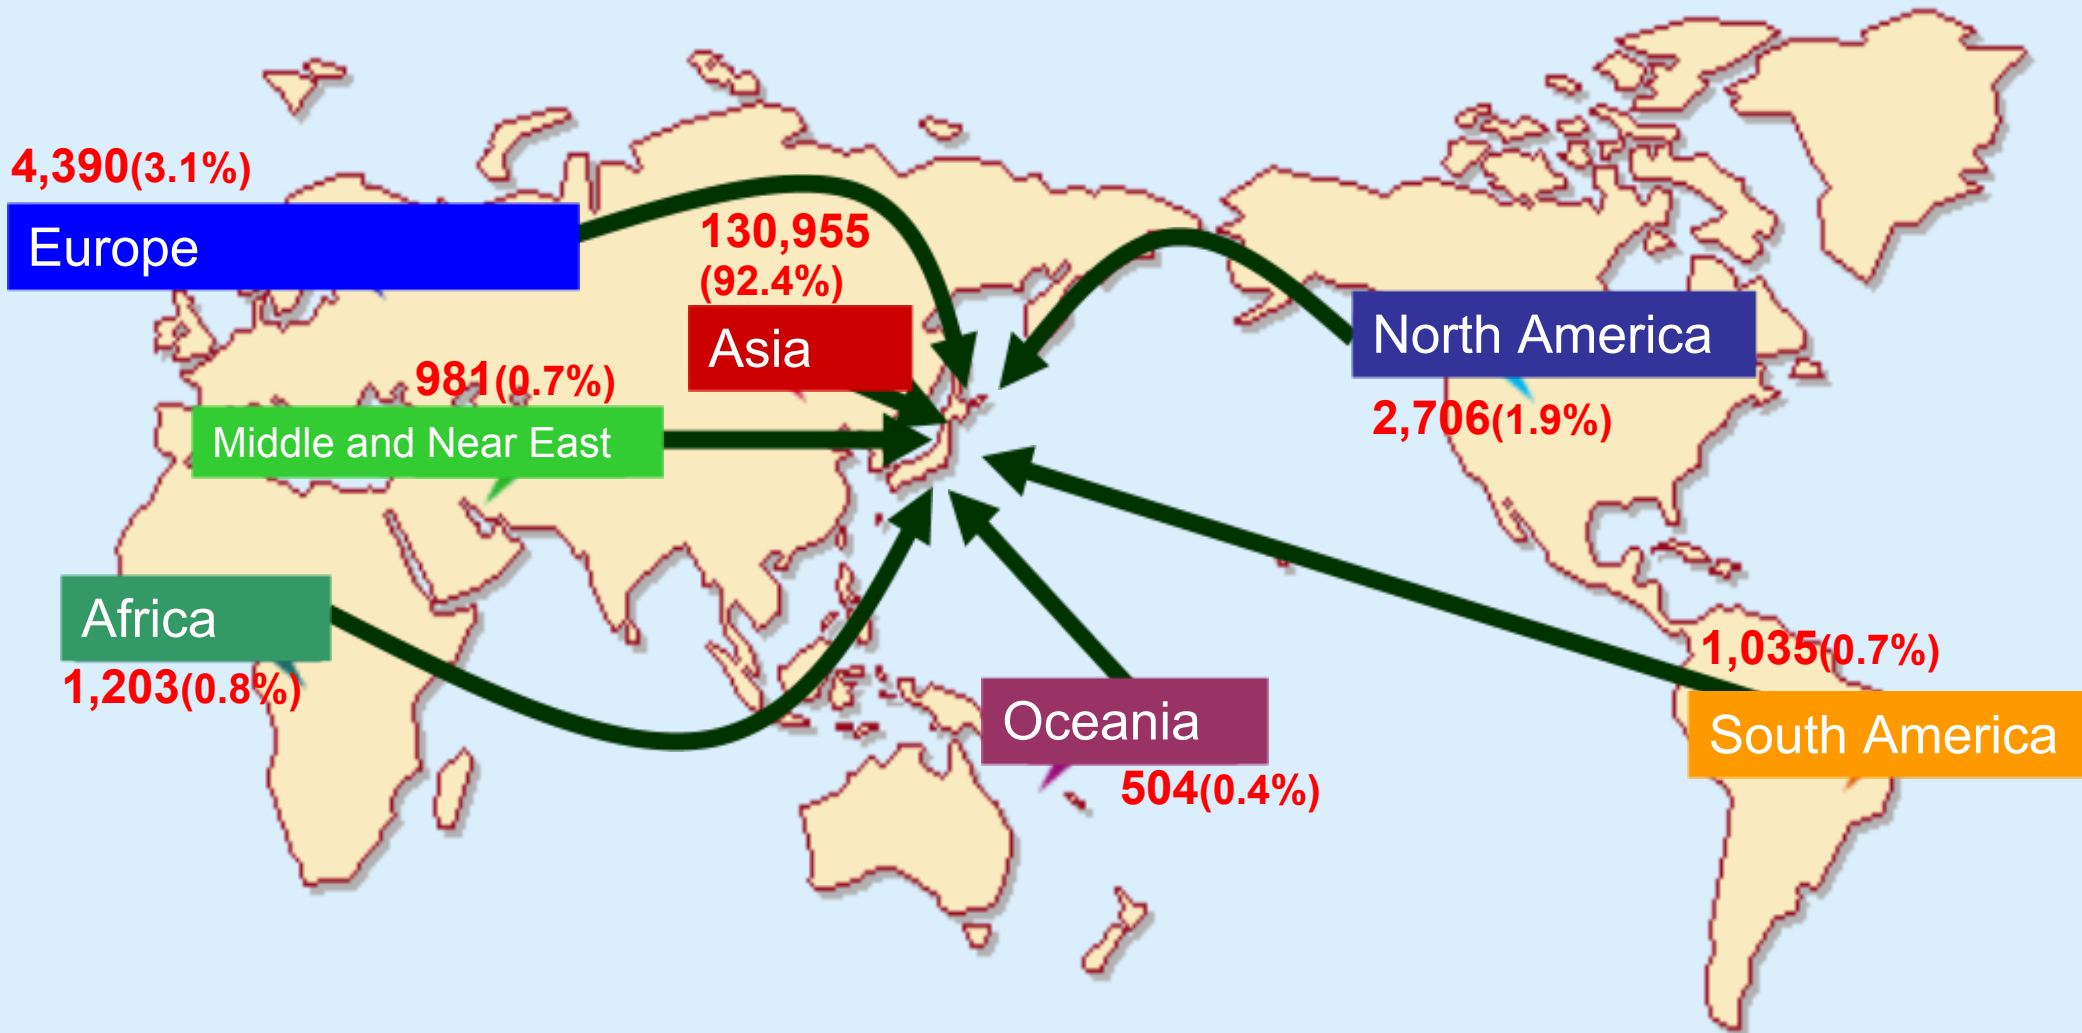 4,390(3.1%)
Europe
130,955
(92.4%)
Asia
North America
2,706(1.9%)
981(0.7%)
Middle and Near East
Africa
1,203(0.8%)
1,035(0.7%)
South America
Oceania
504(0.4%)